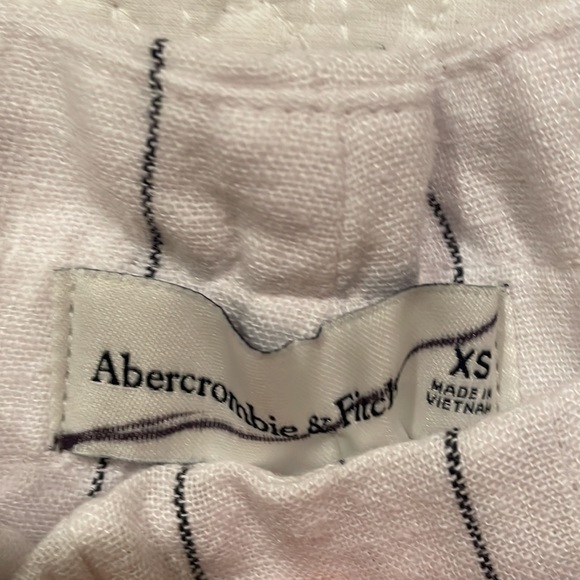 Abercrombie & Fitch
XS
MADE IN
VIETNAM